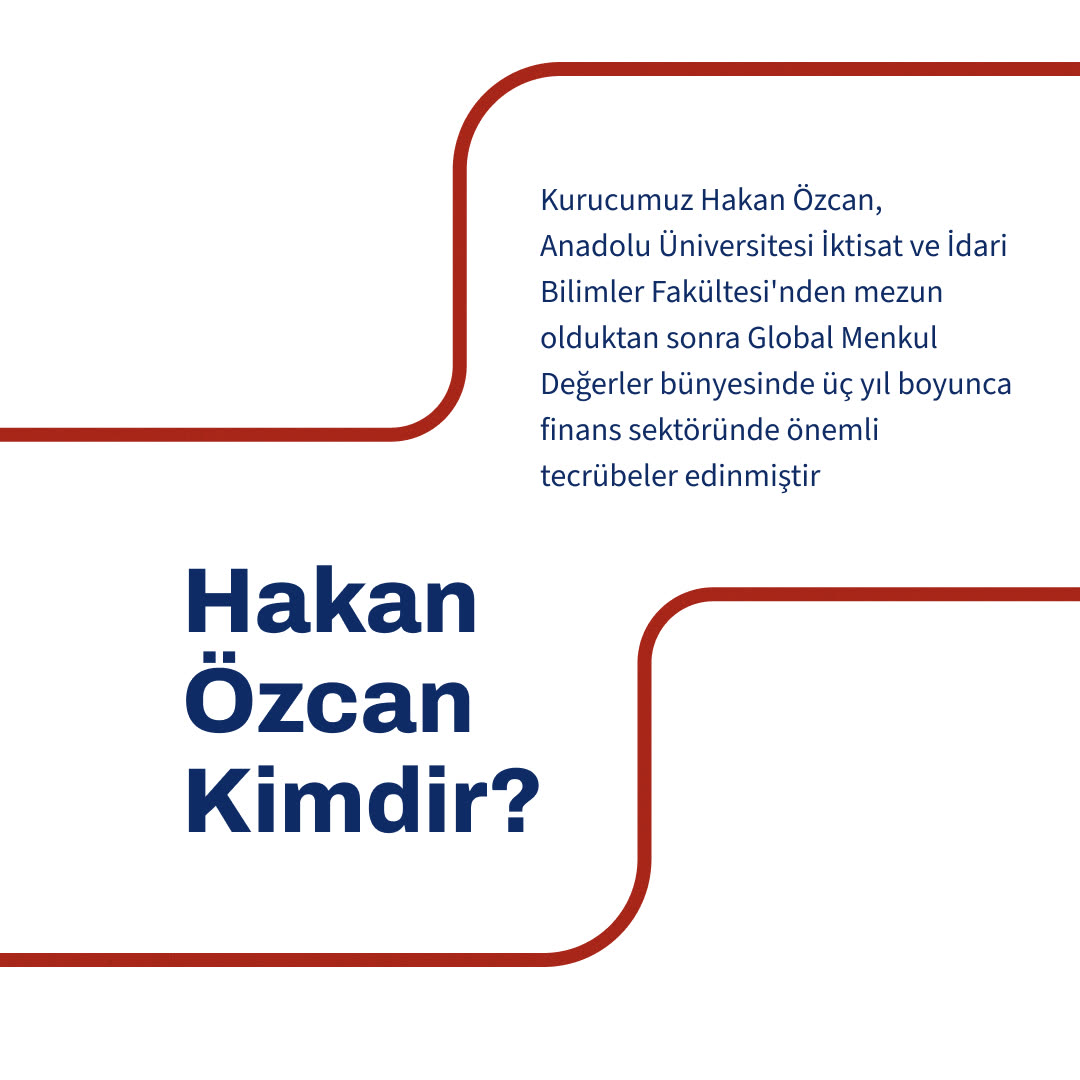 Kurucumuz Hakan Özcan,
Anadolu Üniversitesi İktisat ve İdari
Bilimler Fakültesi'nden mezun
olduktan sonra Global Menkul
Değerler bünyesinde üç yıl boyunca
finans sektöründe önemli
tecrübeler edinmiştir
Hakan
Özcan
Kimdir?